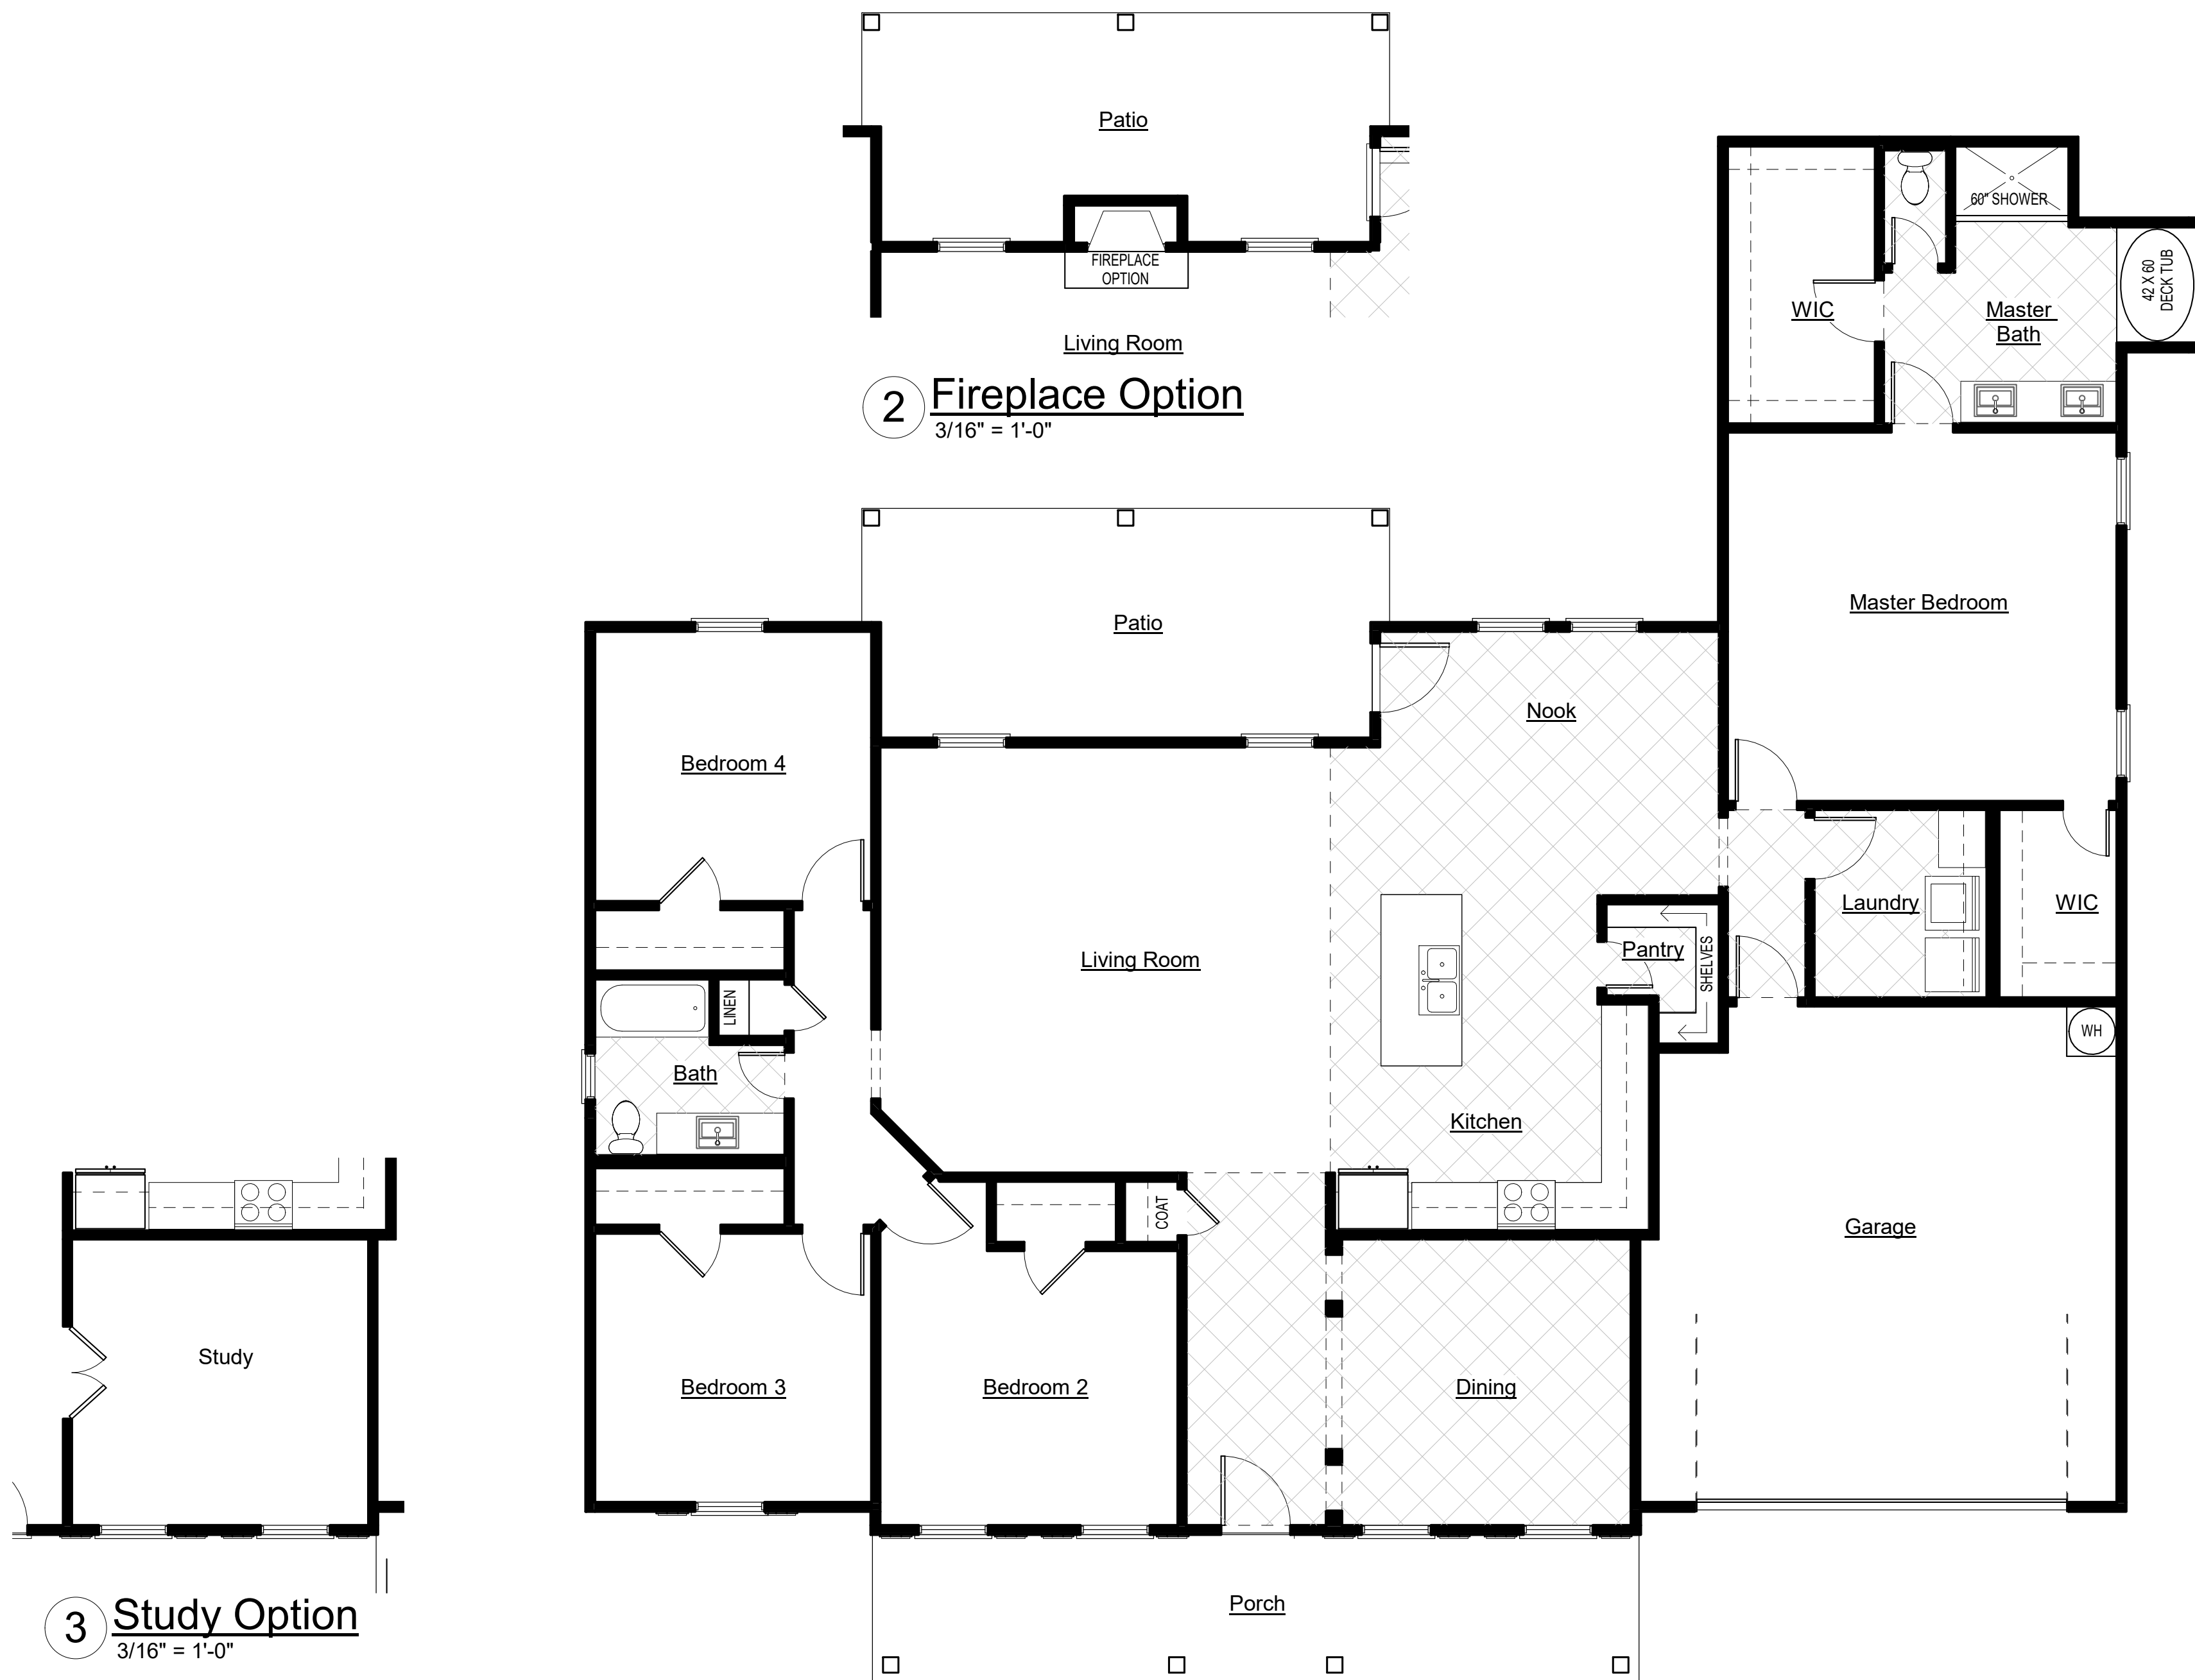 Patio
FIREPLACE
OPTION
Living Room
2
Fireplace Option
3/16" = 1'-0"
60" SHOWER
42 X 60
DECK TUB
WIC
Master
Bath
Master Bedroom
Patio
Nook
Bedroom 4
Laundry
WIC
Pantry
SHELVES
Living Room
LINEN
WH
Bath
Kitchen
COAT
Garage
Study
Bedroom 3
Bedroom 2
Dining
Porch
3
Study Option
3/16" = 1'-0"